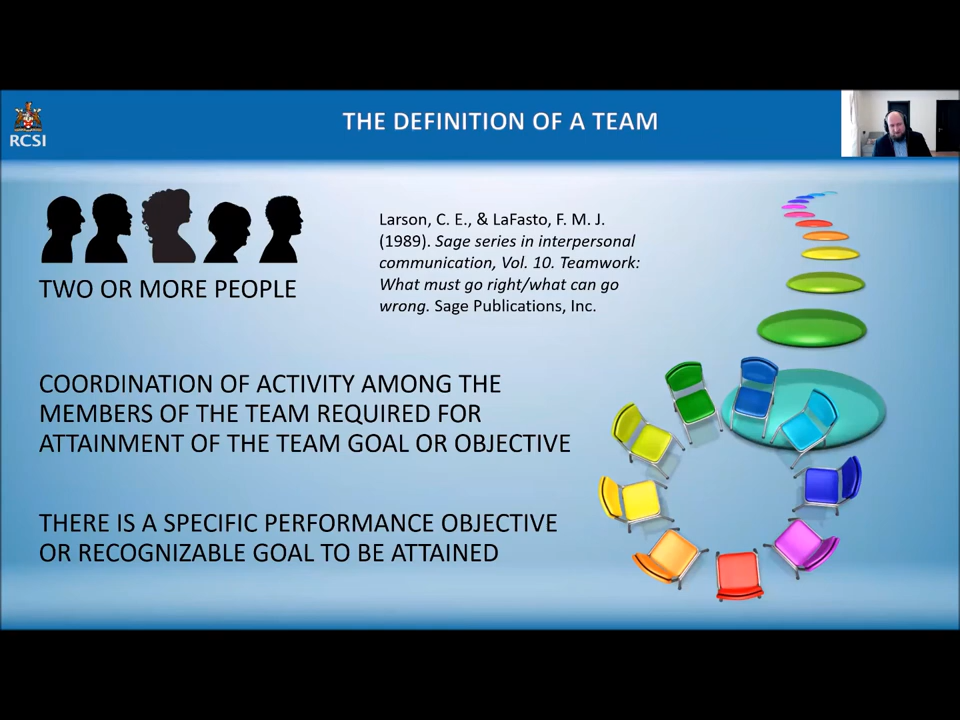 RCSI
THE DEFINITION OF A TEAM
TWO OR MORE PEOPLE
Larson, C. E., & LaFasto, F. M. J.
(1989). Sage series in interpersonal
communication, Vol. 10. Teamwork:
What must go right/what can go
wrong. Sage Publications, Inc.
COORDINATION OF ACTIVITY AMONG THE
MEMBERS OF THE TEAM REQUIRED FOR
ATTAINMENT OF THE TEAM GOAL OR OBJECTIVE
THERE IS A SPECIFIC PERFORMANCE OBJECTIVE
OR RECOGNIZABLE GOAL TO BE ATTAINED